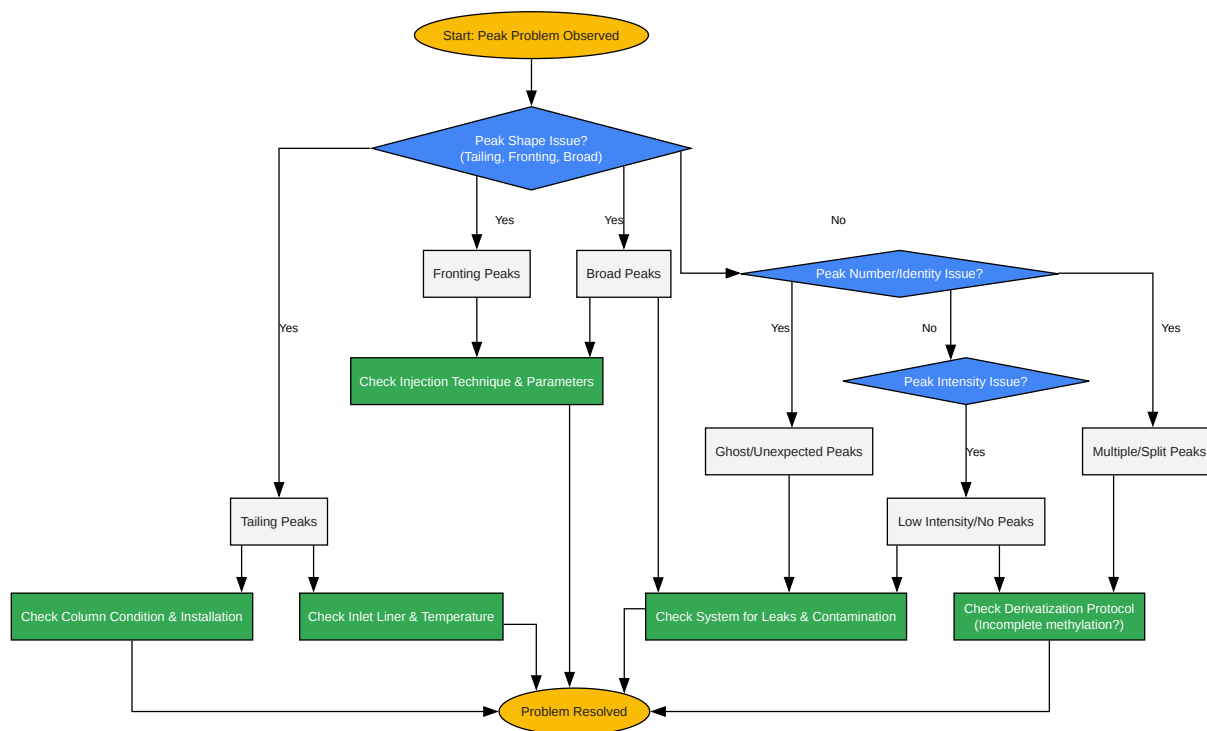 Start: Peak Problem Observed
Peak Shape Issue?
(Tailing, Fronting, Broad)
Yes
Yes
No
Fronting Peaks
Broad Peaks
Peak Number/Identity Issue?
Yes
Yes
No
Yes
Check Injection Technique & Parameters
Peak Intensity Issue?
Ghost/Unexpected Peaks
Yes
Multiple/Split Peaks
Tailing Peaks
Low Intensity/No Peaks
Check Column Condition & Installation
Check Inlet Liner & Temperature
Check System for Leaks & Contamination
Check Derivatization Protocol
(Incomplete methylation?)
Problem Resolved